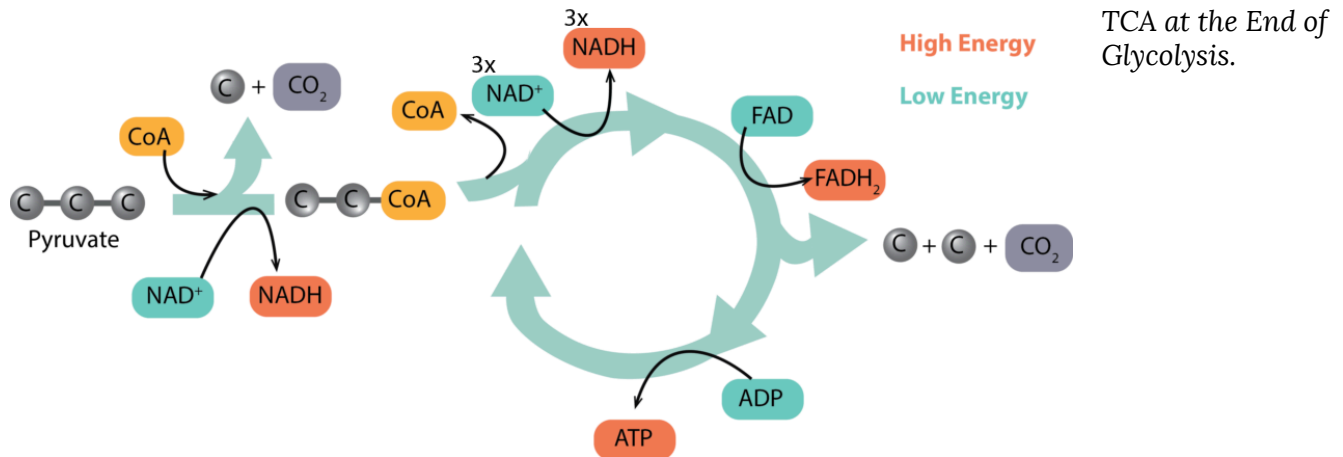 TCA at the End of
Glycolysis.
High Energy
Low Energy
3x
NADH
3x
NAD⁺
CoA
C + CO₂
CoA
C C C
Pyruvate
C C CoA
NAD⁺
NADH
FAD
FADH₂
C + C + CO₂
ADP
ATP